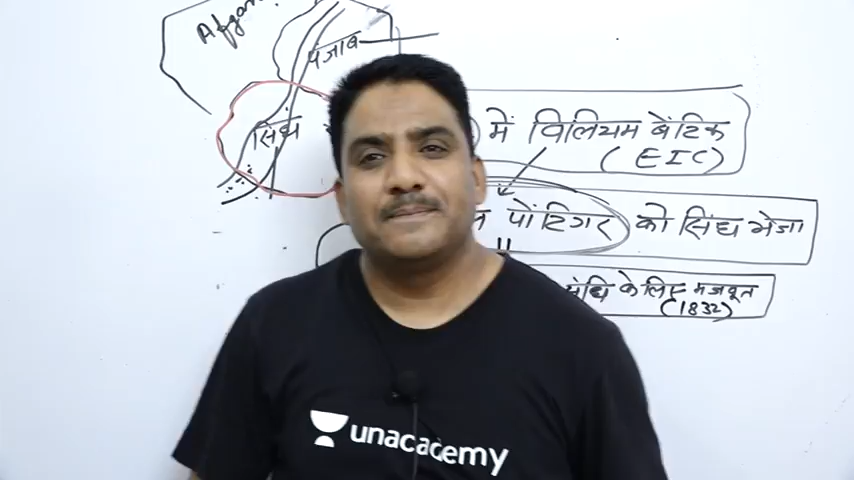 Afgan
पंजाब
सिंध
में विलियम बेंटिक
(EIC)
पोंटिगर को सिंध भेजा
संधि के लिए मजबूत
(1832)
unacademy